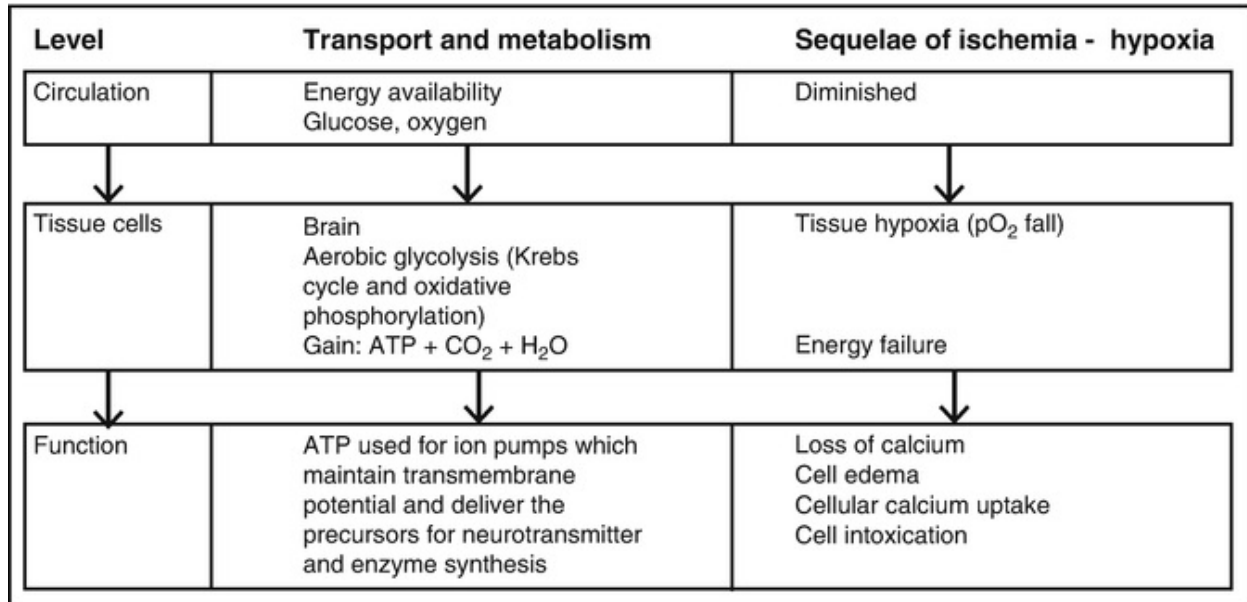 Level
Transport and metabolism
Sequelae of ischemia - hypoxia
Circulation
Energy availability
Glucose, oxygen
Diminished
Tissue cells
Brain
Aerobic glycolysis (Krebs
cycle and oxidative
phosphorylation)
Gain: ATP + CO₂ + H₂O
Tissue hypoxia (pO₂ fall)
Energy failure
Function
ATP used for ion pumps which
maintain transmembrane
potential and deliver the
precursors for neurotransmitter
and enzyme synthesis
Loss of calcium
Cell edema
Cellular calcium uptake
Cell intoxication